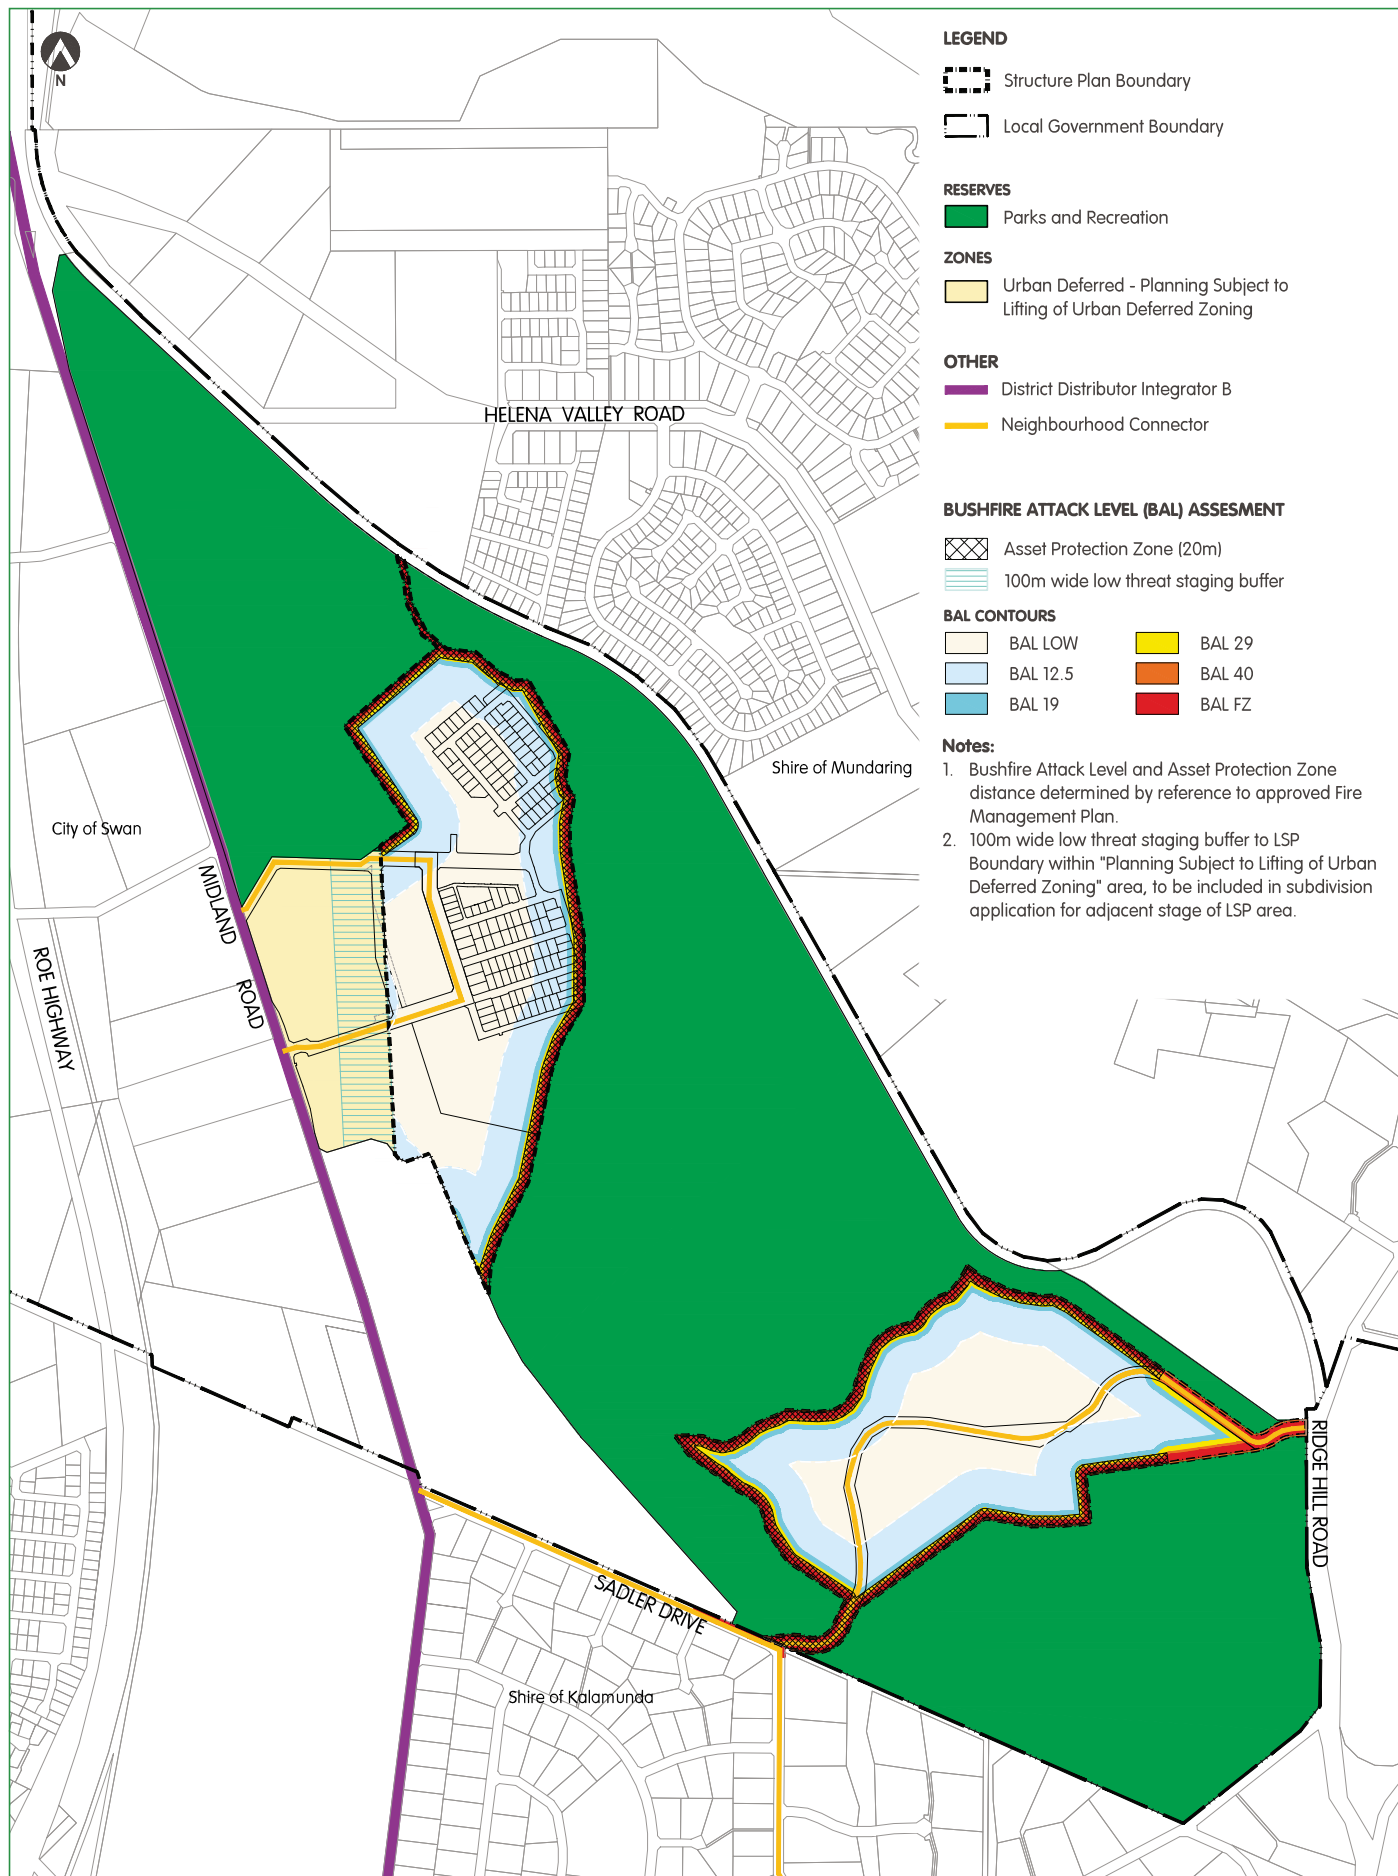 N
HELENA VALLEY ROAD
Shire of Mundaring
City of Swan
MIDLAND
ROAD
ROE HIGHWAY
RIDGE HILL ROAD
SADLER DRIVE
Shire of Kalamunda
LEGEND
Structure Plan Boundary
Local Government Boundary
RESERVES
Parks and Recreation
ZONES
Urban Deferred - Planning Subject to
Lifting of Urban Deferred Zoning
OTHER
District Distributor Integrator B
Neighbourhood Connector
BUSHFIRE ATTACK LEVEL (BAL) ASSESMENT
Asset Protection Zone (20m)
100m wide low threat staging buffer
BAL CONTOURS
BAL LOW
BAL 12.5
BAL 19
BAL 29
BAL 40
BAL FZ
Notes:
1. Bushfire Attack Level and Asset Protection Zone
distance determined by reference to approved Fire
Management Plan.
2. 100m wide low threat staging buffer to LSP
Boundary within "Planning Subject to Lifting of Urban
Deferred Zoning" area, to be included in subdivision
application for adjacent stage of LSP area.